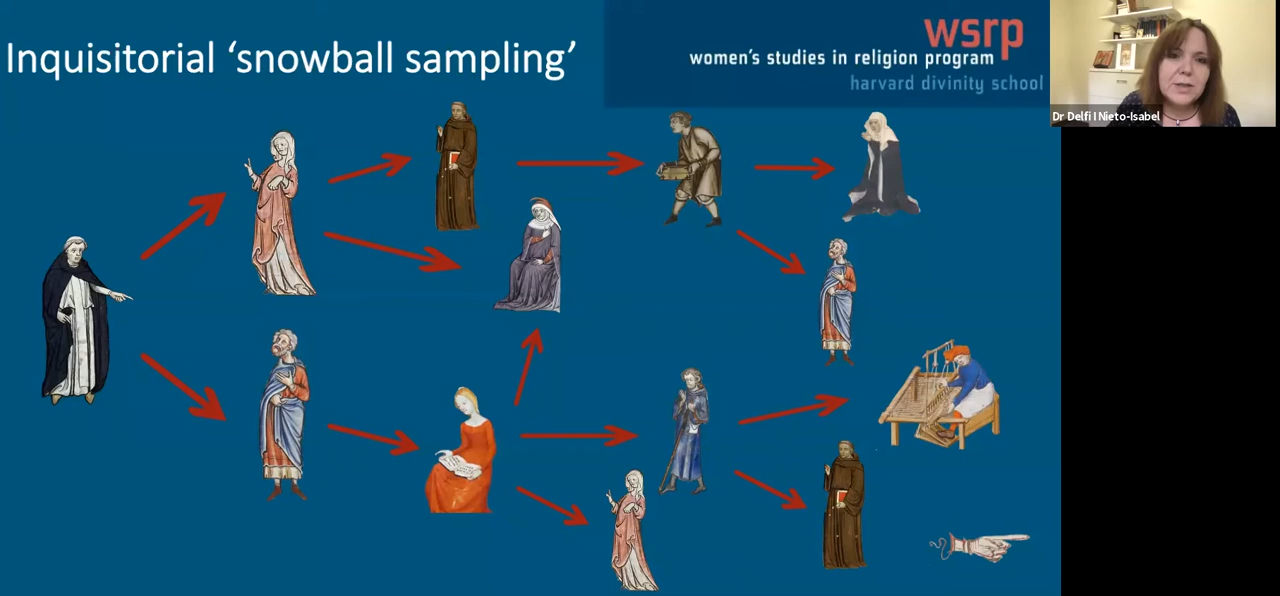 Inquisitorial ‘snowball sampling’
wsrp
women's studies in religion program
harvard divinity school
Dr Delfi I Nieto-Isabel